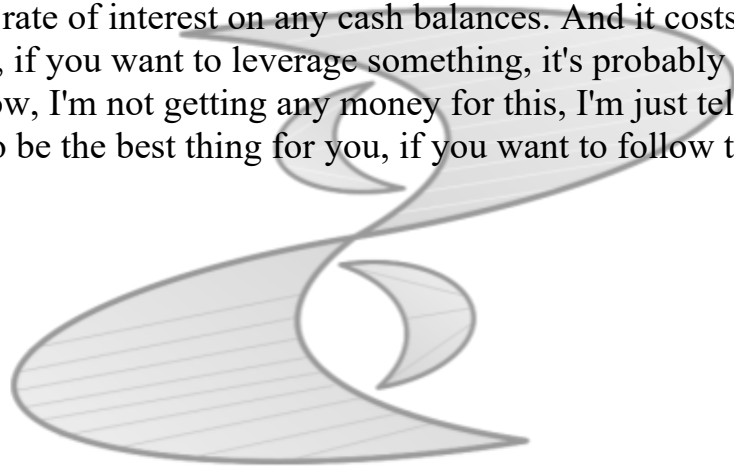 rate of interest on any cash balances. And it costs
, if you want to leverage something, it's probably
ow, I'm not getting any money for this, I'm just tel
o be the best thing for you, if you want to follow t